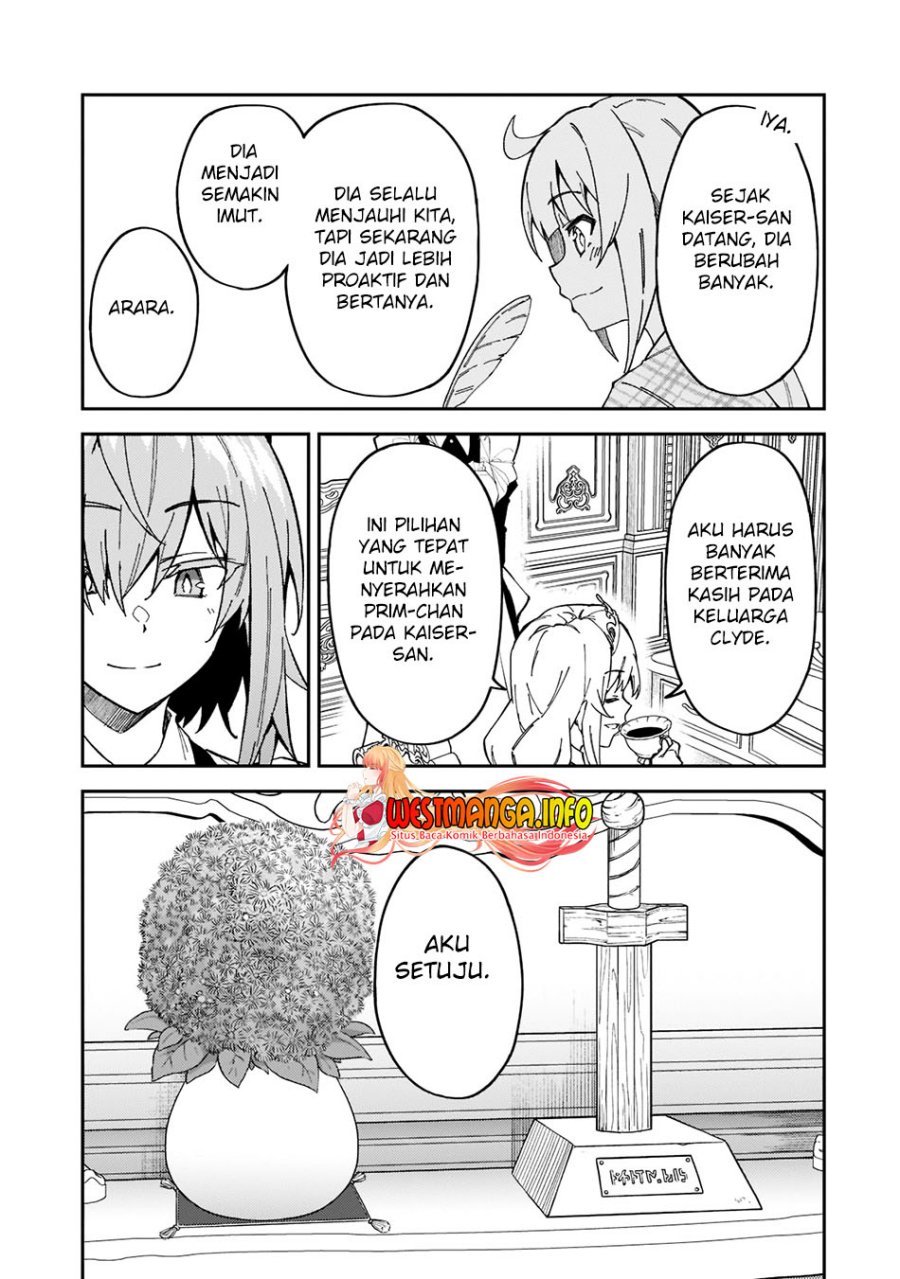 IYA.
SEJAK
KAISER-SAN
DATANG, DIA
BERUBAH
BANYAK.
DIA SELALU
MENJAUHI KITA,
TAPI SEKARANG
DIA JADI LEBIH
PROAKTIF DAN
BERTANYA.
DIA
MENJADI
SEMAKIN
IMUT.
ARARA.
AKU HARUS
BANYAK
BERTERIMA
KASIH PADA
KELUARGA
CLYDE.
INI PILIHAN
YANG TEPAT
UNTUK ME-
NYERAHKAN
PRIM-CHAN
PADA KAISER-
SAN.
WESTMANGA.INFO
Situs Baca Komik Berbahasa Indonesia
AKU
SETUJU.